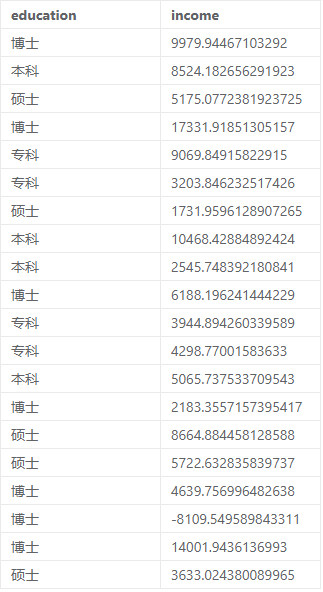 education income
博士 9979.94467103292
本科 8524.182656291923
硕士 5175.0772381923725
博士 17331.91851305157
专科 9069.84915822915
专科 3203.846232517426
硕士 1731.9596128907265
本科 10468.42884892424
本科 2545.748392180841
博士 6188.196241444229
专科 3944.894260339589
专科 4298.77001583633
本科 5065.737533709543
博士 2183.3557157395417
硕士 8664.884458128588
硕士 5722.632835839737
博士 4639.756996482638
博士 -8109.549589843311
博士 14001.9436136993
硕士 3633.024380089965